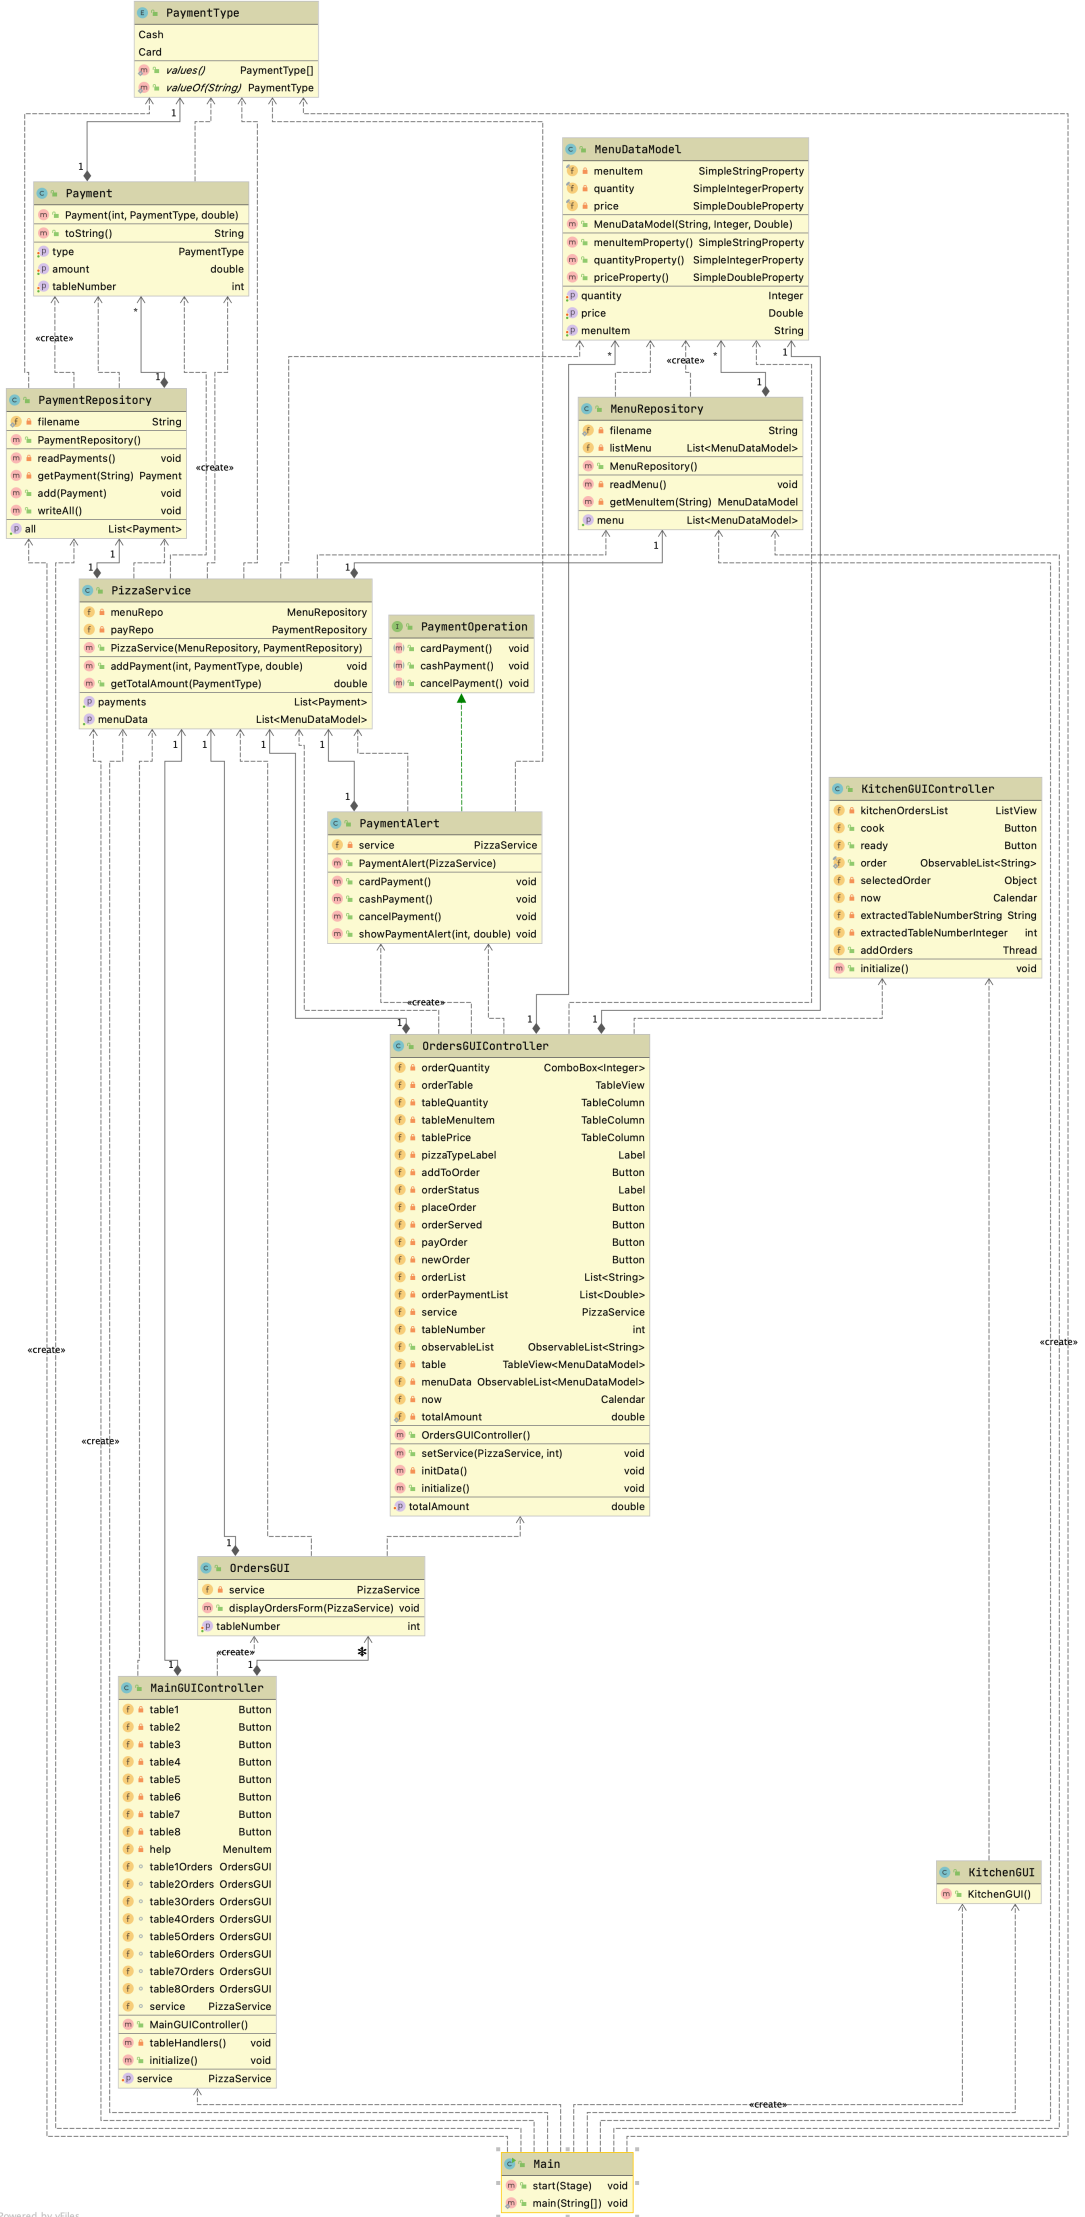 PaymentType
Cash
Card
values() PaymentType[]
valueOf(String) PaymentType
1
1
Payment
Payment(int, PaymentType, double)
toString() String
type PaymentType
amount double
tableNumber int
MenuDataModel
menuItem SimpleStringProperty
quantity SimpleIntegerProperty
price SimpleDoubleProperty
MenuDataModel(String, Integer, Double)
menuItemProperty() SimpleStringProperty
quantityProperty() SimpleIntegerProperty
priceProperty() SimpleDoubleProperty
quantity Integer
price Double
menuItem String
*
«create»
1
* * 1
«create»
1
PaymentRepository
filename String
PaymentRepository()
readPayments() void
getPayment(String) Payment
add(Payment) void
writeAll() void
all List<Payment>
«create»
MenuRepository
filename String
listMenu List<MenuDataModel>
MenuRepository()
readMenu() void
getMenuItem(String) MenuDataModel
menu List<MenuDataModel>
1
1
1
1
PizzaService
menuRepo MenuRepository
payRepo PaymentRepository
PizzaService(MenuRepository, PaymentRepository)
addPayment(int, PaymentType, double) void
getTotalAmount(PaymentType) double
payments List<Payment>
menuData List<MenuDataModel>
PaymentOperation
cardPayment() void
cashPayment() void
cancelPayment() void
1 1 1 1
1
PaymentAlert
service PizzaService
PaymentAlert(PizzaService)
cardPayment() void
cashPayment() void
cancelPayment() void
showPaymentAlert(int, double) void
KitchenGUIController
kitchenOrdersList ListView
cook Button
ready Button
order ObservableList<String>
selectedOrder Object
now Calendar
extractedTableNumberString String
extractedTableNumberInteger int
addOrders Thread
initialize() void
«create»
1 1 1
OrdersGUIController
orderQuantity ComboBox<Integer>
orderTable TableView
tableQuantity TableColumn
tableMenuItem TableColumn
tablePrice TableColumn
pizzaTypeLabel Label
addToOrder Button
orderStatus Label
placeOrder Button
orderServed Button
payOrder Button
newOrder Button
orderList List<String>
orderPaymentList List<Double>
service PizzaService
tableNumber int
observableList ObservableList<String>
table TableView<MenuDataModel>
menuData ObservableList<MenuDataModel>
now Calendar
totalAmount double
OrdersGUIController()
setService(PizzaService, int) void
initData() void
initialize() void
totalAmount double
«create»
«create»
«create»
1
OrdersGUI
service PizzaService
displayOrdersForm(PizzaService) void
tableNumber int
«create»
*
1 1
MainGUIController
table1 Button
table2 Button
table3 Button
table4 Button
table5 Button
table6 Button
table7 Button
table8 Button
help MenuItem
table1Orders OrdersGUI
table2Orders OrdersGUI
table3Orders OrdersGUI
table4Orders OrdersGUI
table5Orders OrdersGUI
table6Orders OrdersGUI
table7Orders OrdersGUI
table8Orders OrdersGUI
service PizzaService
MainGUIController()
tableHandlers() void
initialize() void
service PizzaService
KitchenGUI
KitchenGUI()
«create»
Main
start(Stage) void
main(String[]) void
Powered by yFiles